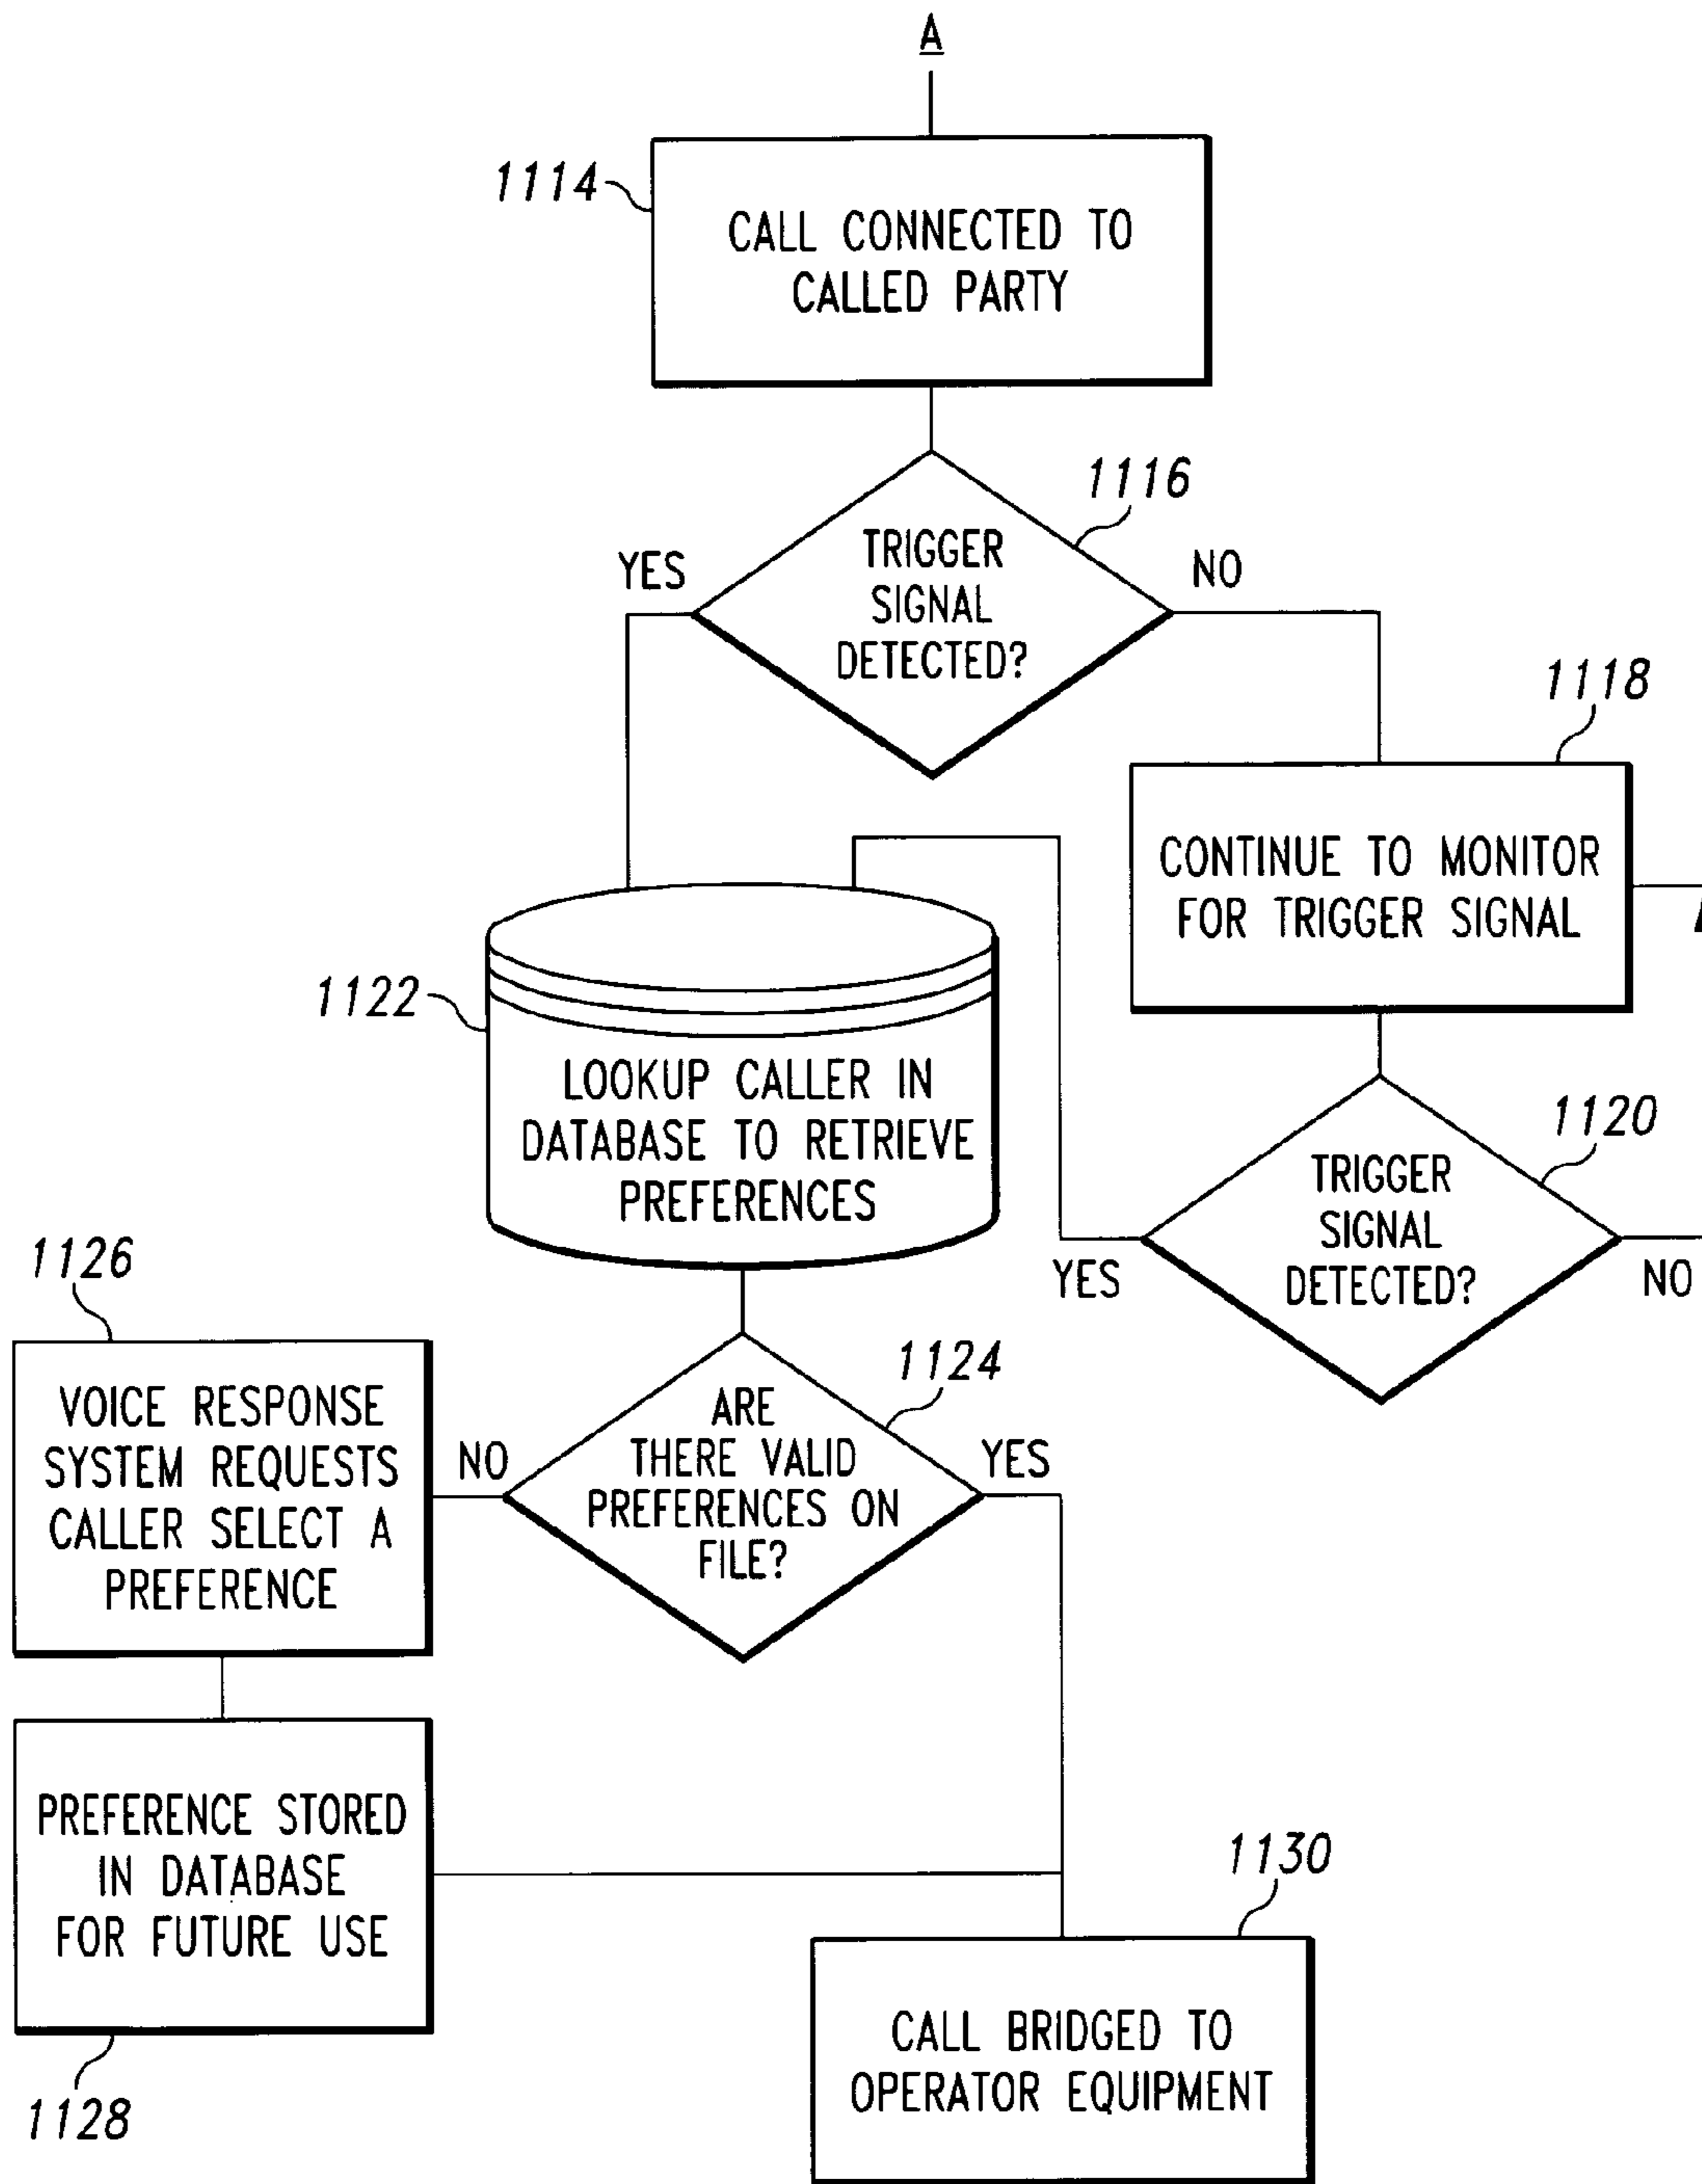 A
1114
CALL CONNECTED TO
CALLED PARTY
1116
TRIGGER
SIGNAL
DETECTED?
YES
NO
1118
CONTINUE TO MONITOR
FOR TRIGGER SIGNAL
1122
LOOKUP CALLER IN
DATABASE TO RETRIEVE
PREFERENCES
1120
TRIGGER
SIGNAL
DETECTED?
YES
NO
1126
VOICE RESPONSE
SYSTEM REQUESTS
CALLER SELECT A
PREFERENCE
1124
ARE
THERE VALID
PREFERENCES ON
FILE?
NO
YES
PREFERENCE STORED
IN DATABASE
FOR FUTURE USE
1128
1130
CALL BRIDGED TO
OPERATOR EQUIPMENT